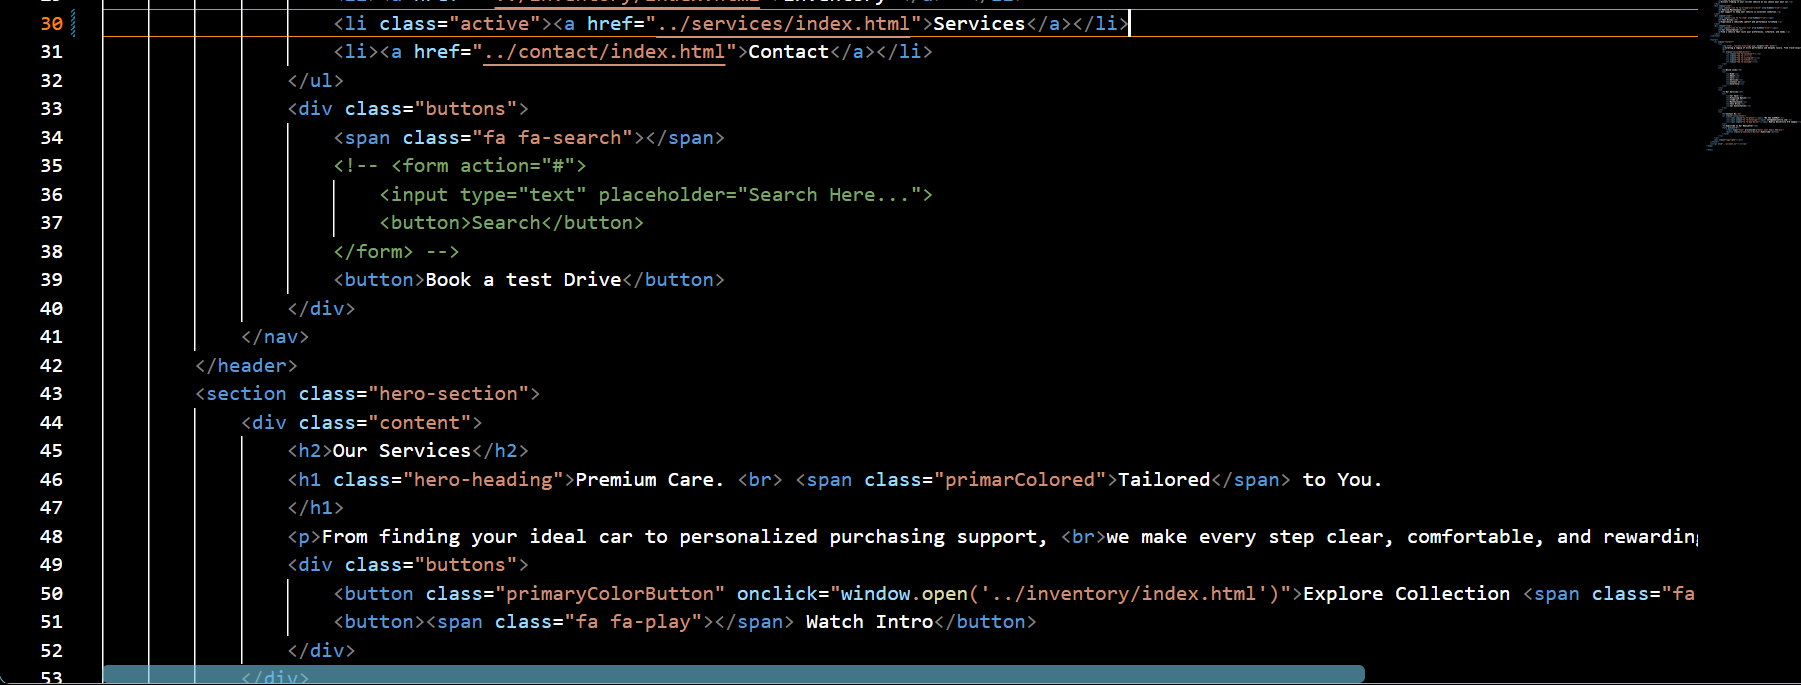 30 <li class="active"><a href="../services/index.html">Services</a></li>
31 <li><a href="../contact/index.html">Contact</a></li>
32 </ul>
33 <div class="buttons">
34 <span class="fa fa-search"></span>
35 <!-- <form action="#">
36 <input type="text" placeholder="Search Here...">
37 <button>Search</button>
38 </form> -->
39 <button>Book a test Drive</button>
40 </div>
41 </nav>
42 </header>
43 <section class="hero-section">
44 <div class="content">
45 <h2>Our Services</h2>
46 <h1 class="hero-heading">Premium Care. <br> <span class="primarColored">Tailored</span> to You.
47 </h1>
48 <p>From finding your ideal car to personalized purchasing support, <br>we make every step clear, comfortable, and rewarding
49 <div class="buttons">
50 <button class="primaryColorButton" onclick="window.open('../inventory/index.html')">Explore Collection <span class="fa
51 <button><span class="fa fa-play"></span> Watch Intro</button>
52 </div>
53 </div>